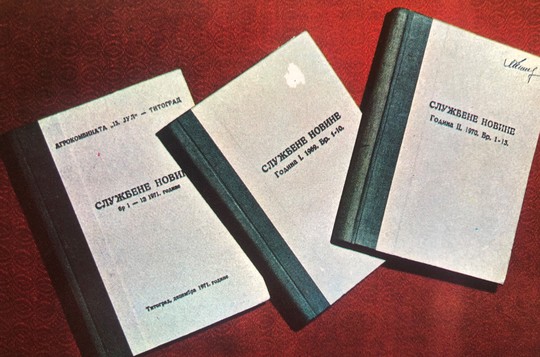 АГРОКОМБИНАТА „13. ЈУЛ" — ТИТОГРАД
СЛУЖБЕНЕ НОВИНЕ
бр 1 — 12 1971. године
Титоград, децембра 1971. године
СЛУЖБЕНЕ НОВИНЕ
Година I. 1969. Бр. 1-10.
СЛУЖБЕНЕ НОВИНЕ
Година II. 1970. Бр. 1-13.